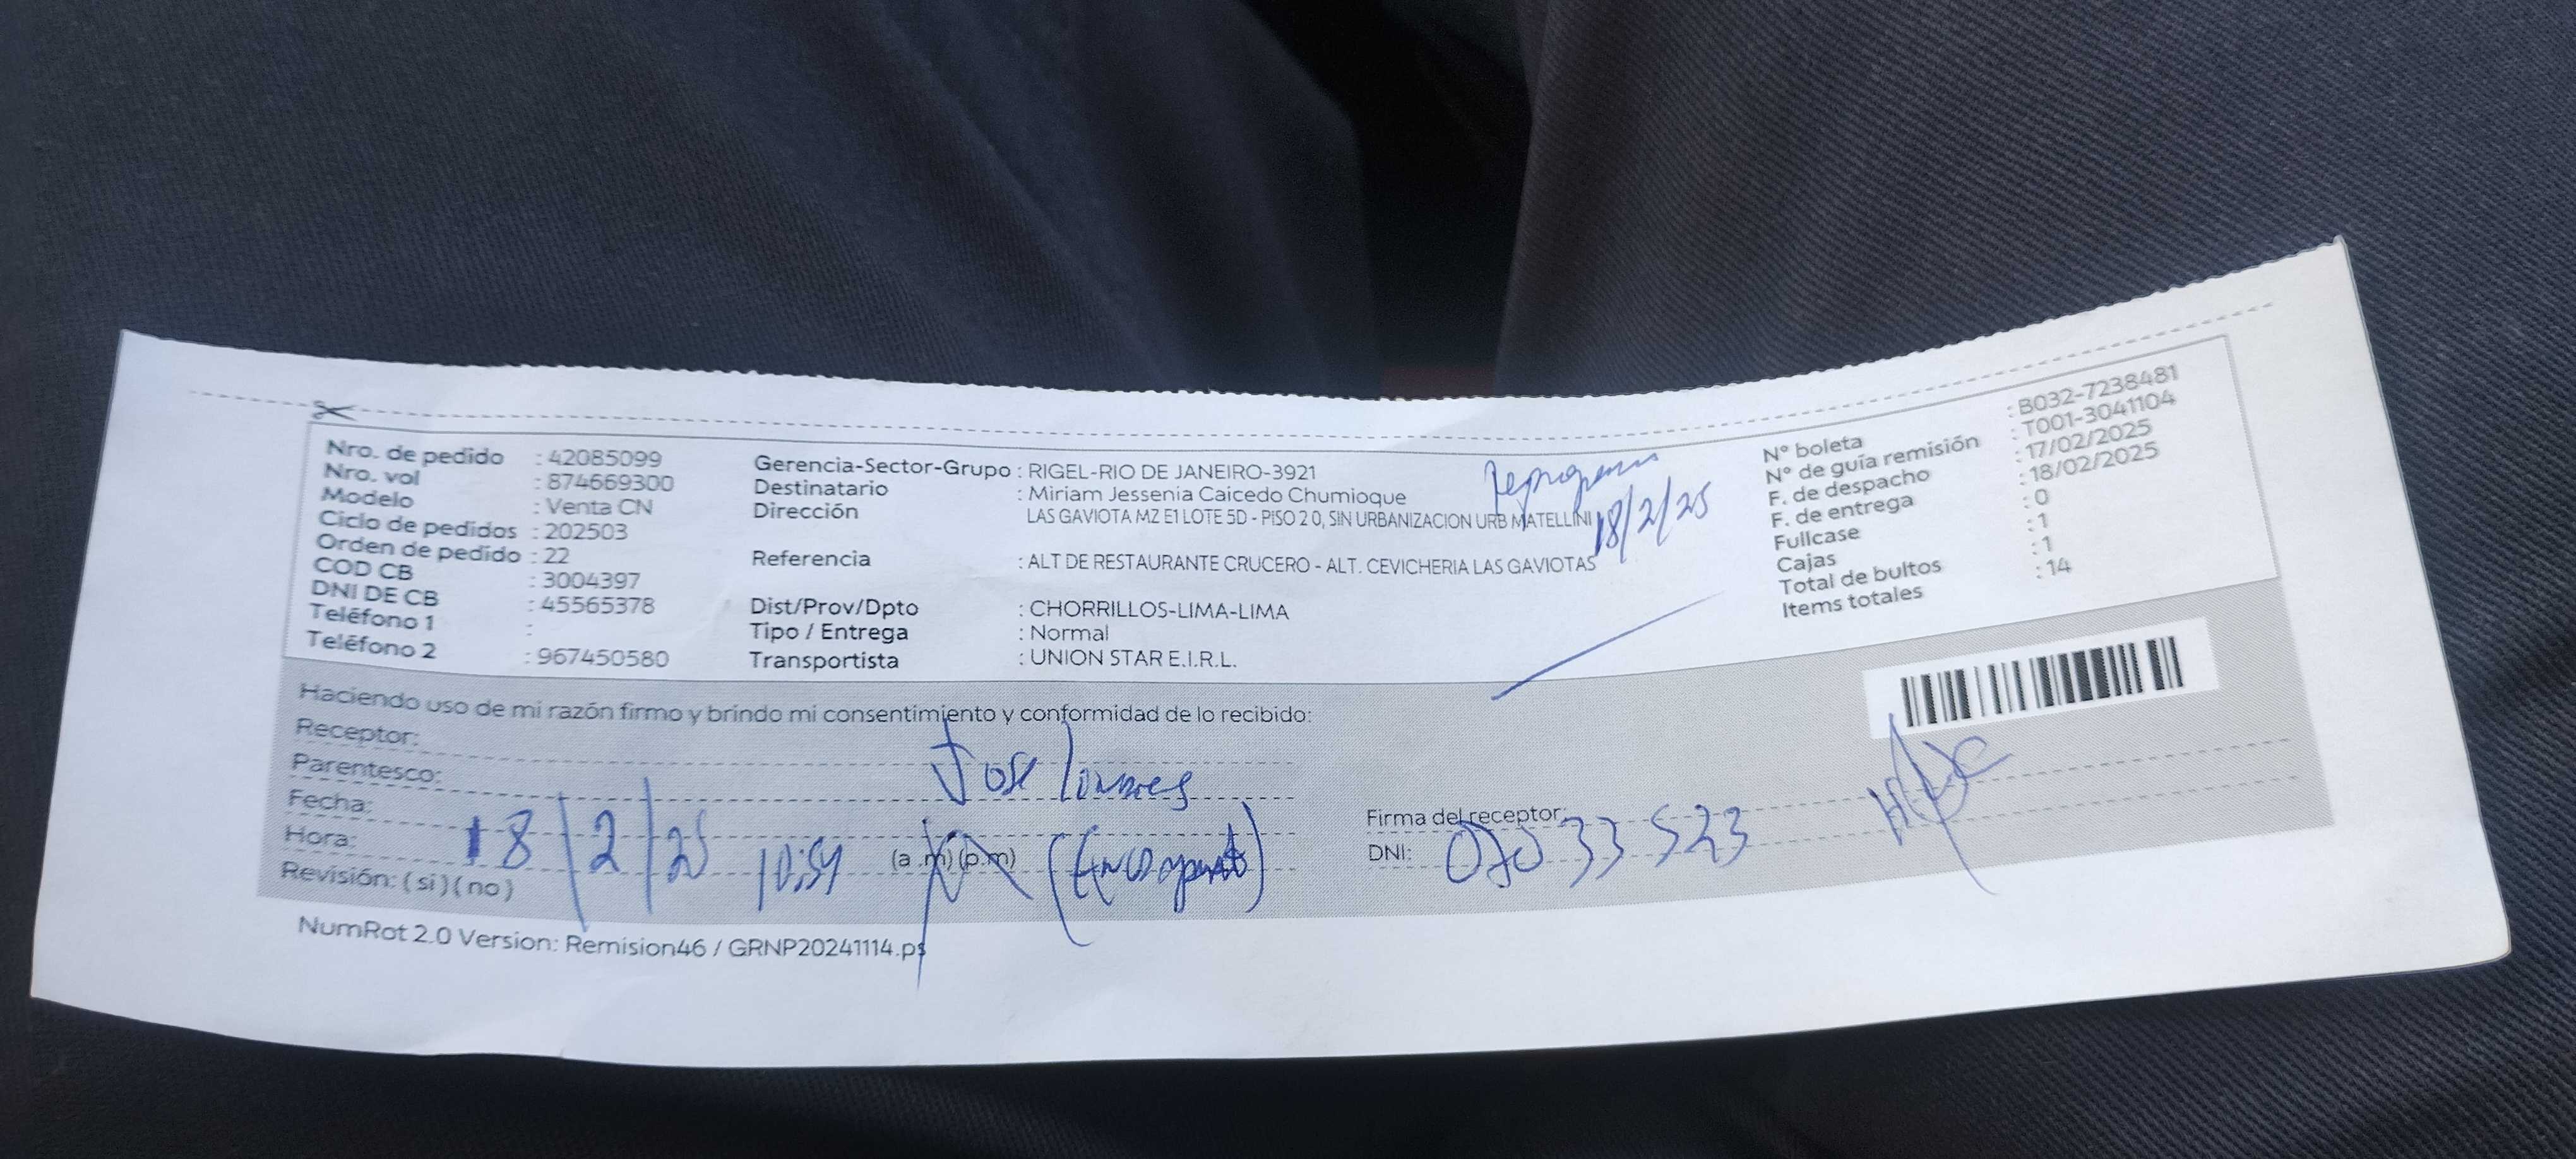 Nro. de pedido : 42085099
Nro. vol : 874669300
Modelo : Venta CN
Ciclo de pedidos : 202503
Orden de pedido : 22
COD CB : 3004397
DNI DE CB : 45565378
Teléfono 1 :
Teléfono 2 : 967450580
Gerencia-Sector-Grupo : RIGEL-RIO DE JANEIRO-3921
Destinatario : Miriam Jessenia Caicedo Chumioque
Dirección LAS GAVIOTA MZ E1 LOTE 5D - PISO 2 0, SIN URBANIZACION URB MATELLINI
Referencia : ALT DE RESTAURANTE CRUCERO - ALT. CEVICHERIA LAS GAVIOTAS
Dist/Prov/Dpto : CHORRILLOS-LIMA-LIMA
Tipo / Entrega : Normal
Transportista : UNION STAR E.I.R.L.
18/2/25
N° boleta : B032-7238481
N° de guía remisión : T001-3041104
F. de despacho : 17/02/2025
F. de entrega : 18/02/2025
Fullcase : 0
Cajas : 1
Total de bultos : 1
Items totales : 14
Haciendo uso de mi razón firmo y brindo mi consentimiento y conformidad de lo recibido:
Receptor: Jose
Parentesco:
Fecha: 18/2/25
Hora: 10:54 (a .m) (p.m)
Revisión: ( si ) ( no )
Firma del receptor:
DNI:
NumRot 2.0 Version: Remision46 / GRNP20241114.ps